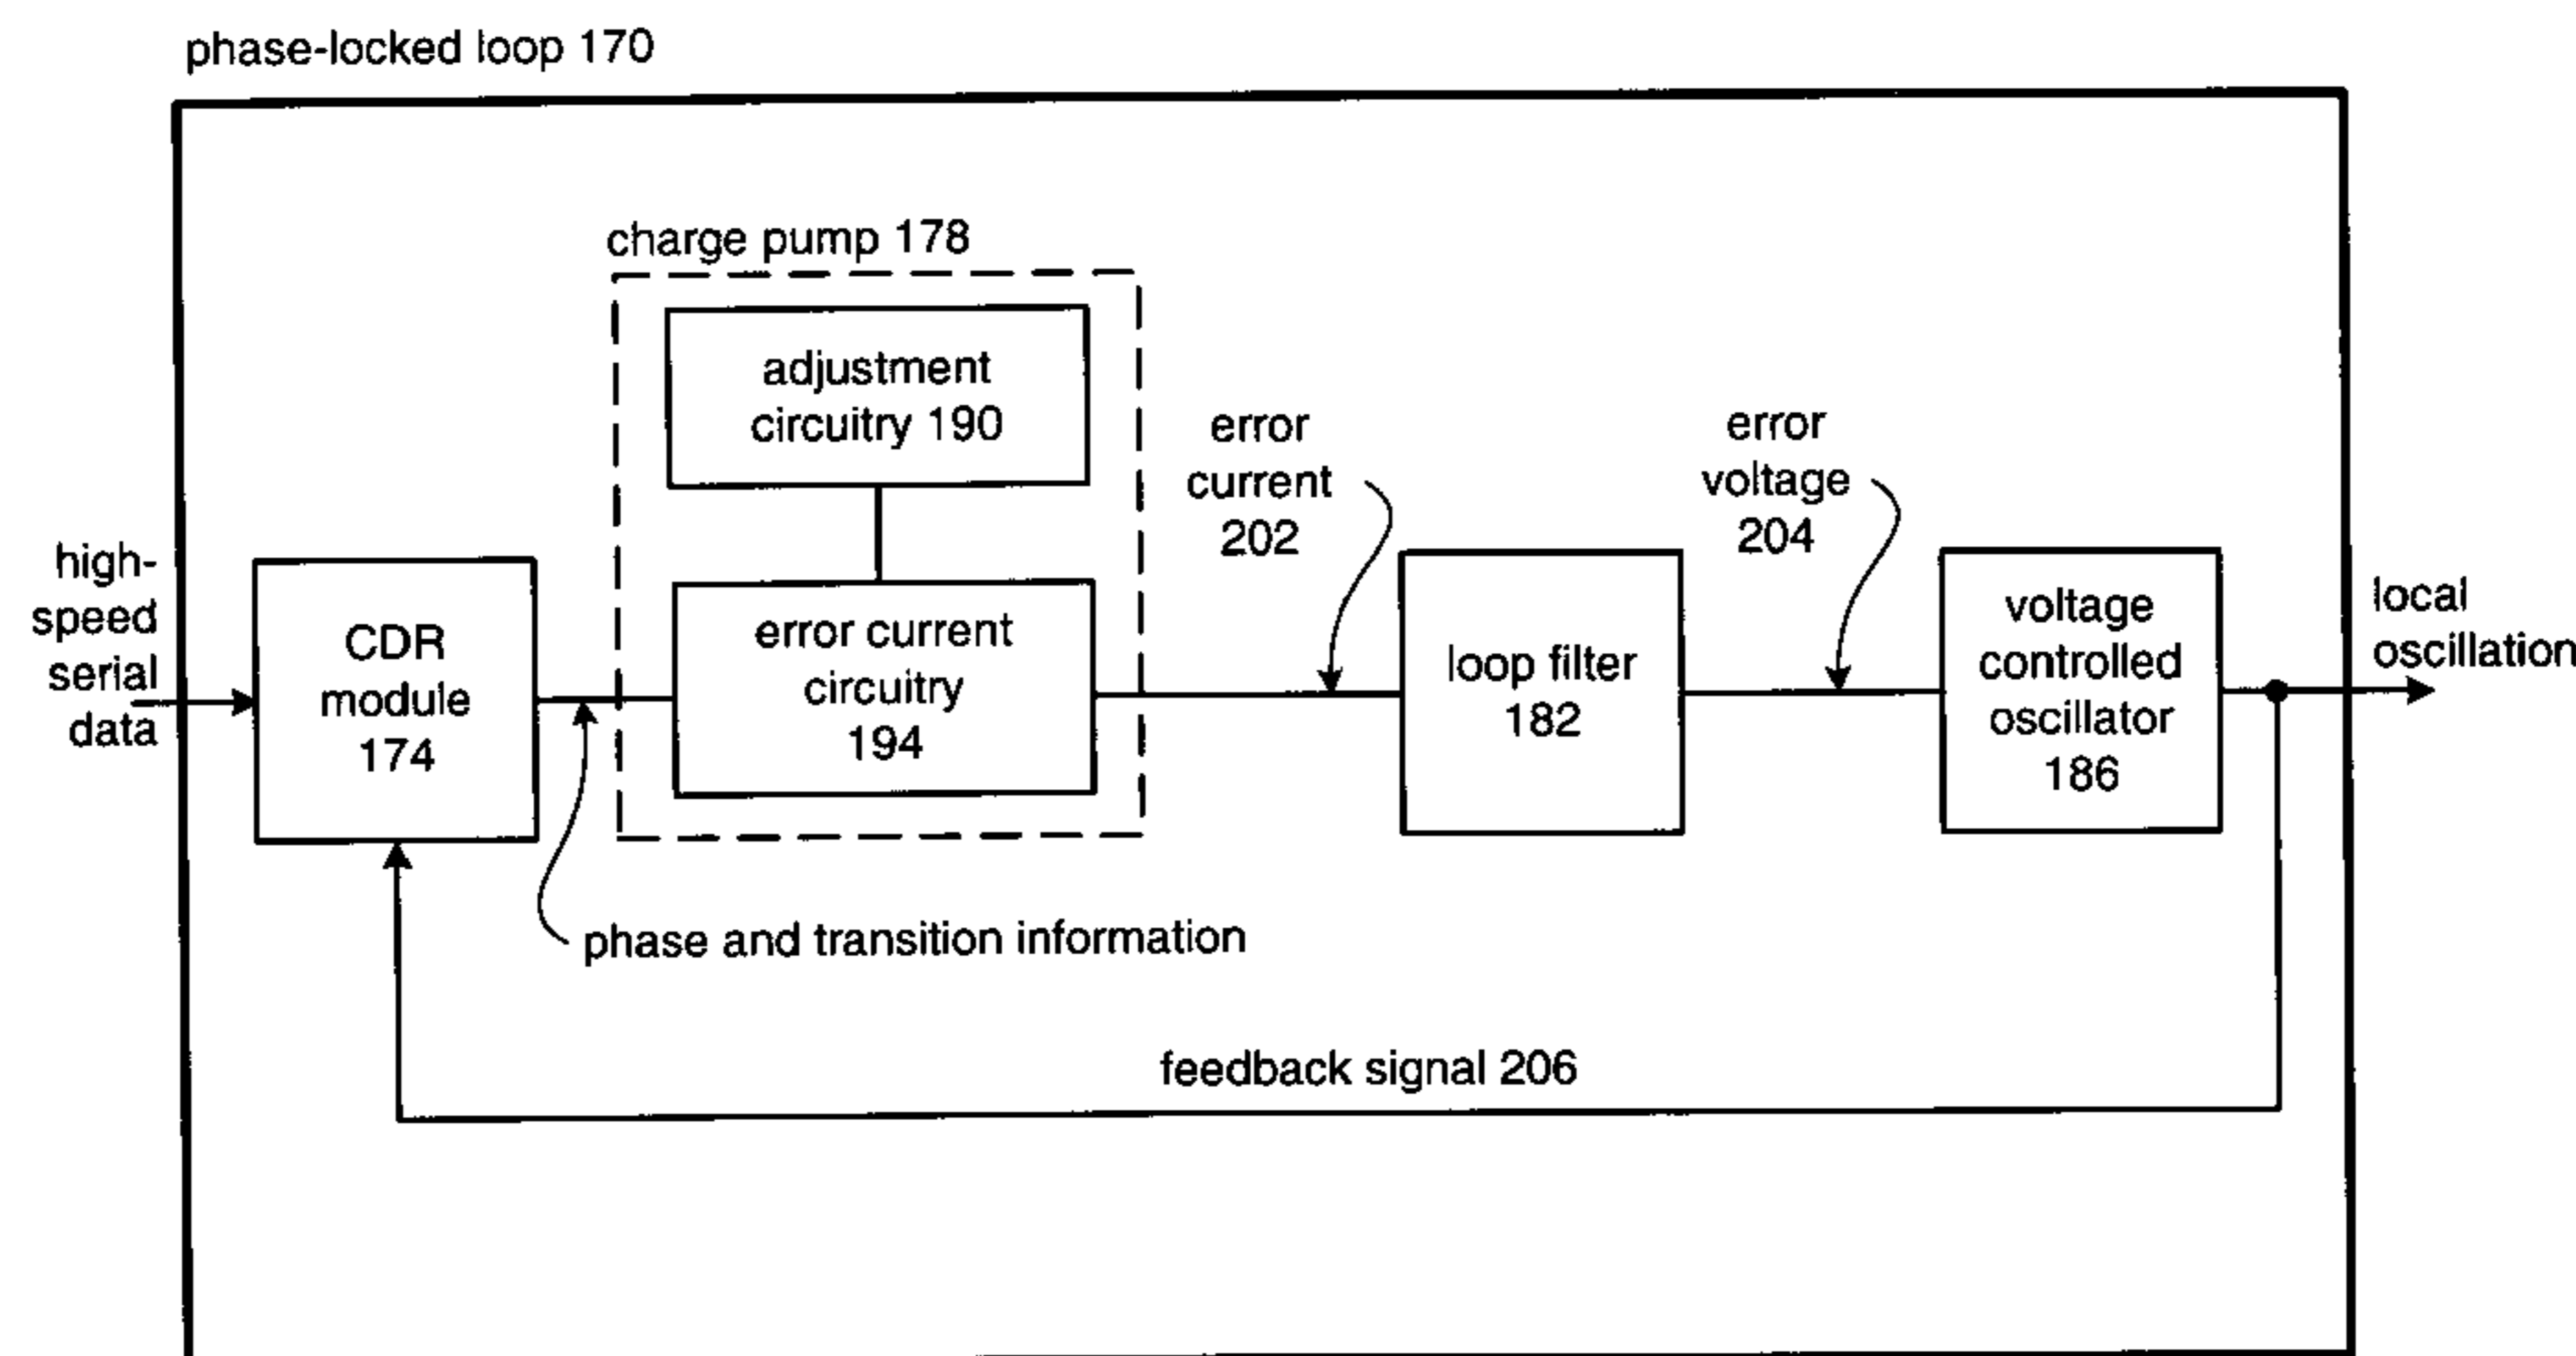 phase-locked loop 170
charge pump 178
adjustment
circuitry 190
error
current
202
error
voltage
204
high-
speed
serial
data
CDR
module
174
error current
circuitry
194
loop filter
182
voltage
controlled
oscillator
186
local
oscillation
phase and transition information
feedback signal 206